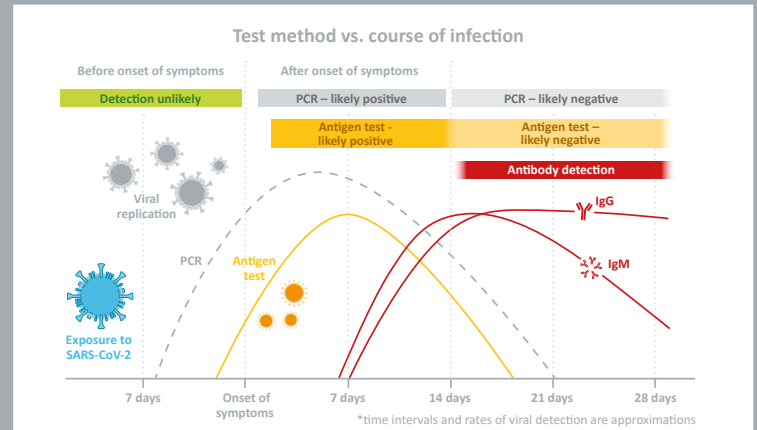 Test method vs. course of infection
Before onset of symptoms
After onset of symptoms
Detection unlikely
PCR – likely positive
PCR – likely negative
Antigen test -
likely positive
Antigen test –
likely negative
Antibody detection
Viral
replication
IgG
PCR
Antigen
test
IgM
Exposure to
SARS-CoV-2
7 days
Onset of
symptoms
7 days
14 days
21 days
28 days
*time intervals and rates of viral detection are approximations